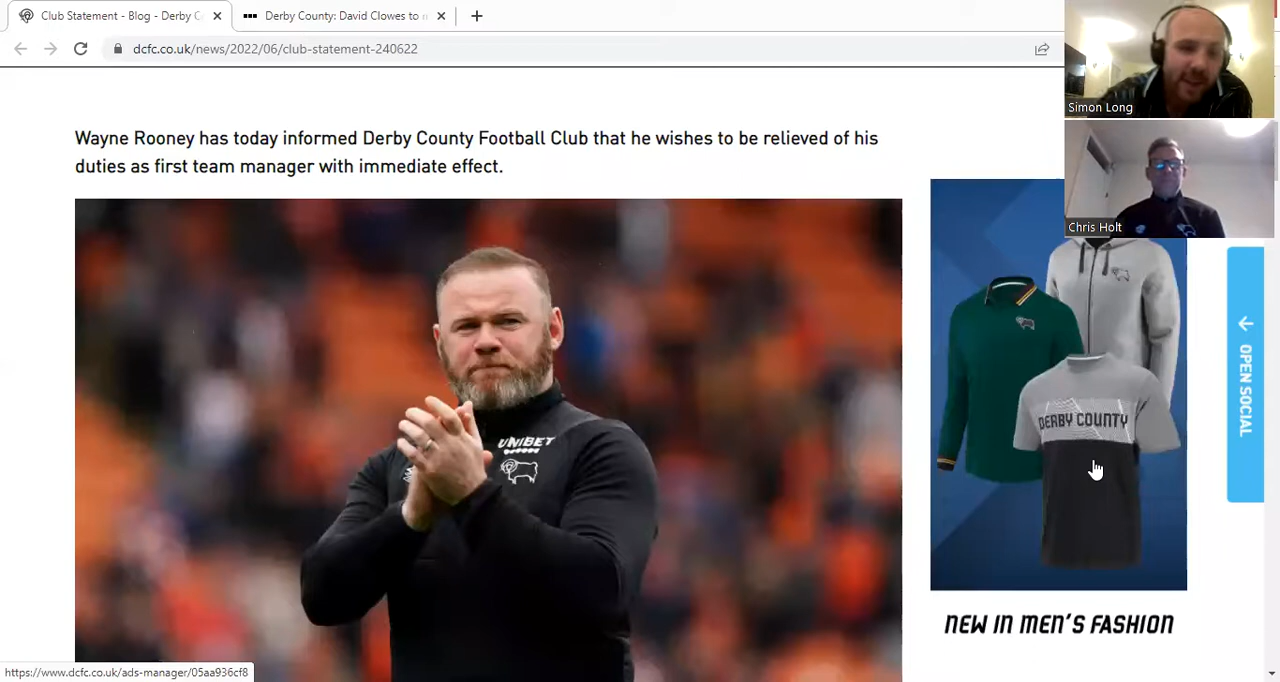 Club Statement - Blog - Derby C
Derby County: David Clowes to m
dcfc.co.uk/news/2022/06/club-statement-240622
Simon Long
Chris Holt
Wayne Rooney has today informed Derby County Football Club that he wishes to be relieved of his
duties as first team manager with immediate effect.
UNIBET
DERBY COUNTY
OPEN SOCIAL
NEW IN MEN'S FASHION
https://www.dcfc.co.uk/ads-manager/05aa936cf8